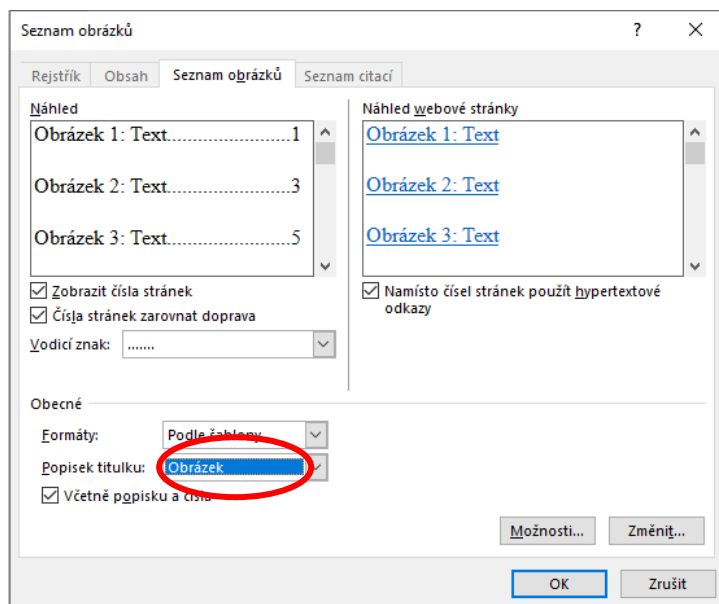 Seznam obrázků
Rejstřík Obsah Seznam obrázků Seznam citací
Náhled
Obrázek 1: Text.............................1
Obrázek 2: Text.............................3
Obrázek 3: Text.............................5
Zobrazit čísla stránek
Čísla stránek zarovnat doprava
Vodicí znak: .......
Náhled webové stránky
Obrázek 1: Text
Obrázek 2: Text
Obrázek 3: Text
Namísto čísel stránek použít hypertextové
odkazy
Obecné
Formáty: Podle šablony
Popisek titulku: Obrázek
Včetně popisku a čísla
Možnosti... Změnit...
OK Zrušit